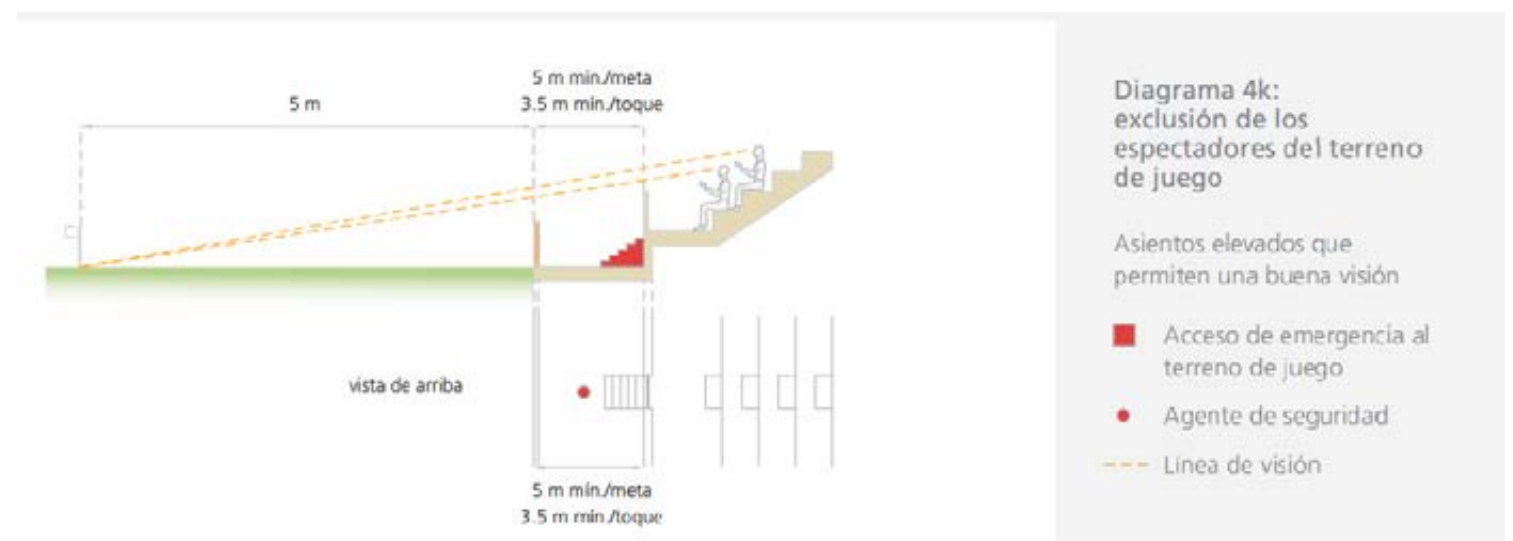 5 m
5 m min./meta
3.5 m min./toque
vista de arriba
5 m mín./meta
3.5 m min./toque
Diagrama 4k:
exclusión de los
espectadores del terreno
de juego
Asientos elevados que
permiten una buena visión
Acceso de emergencia al
terreno de juego
Agente de seguridad
Línea de visión